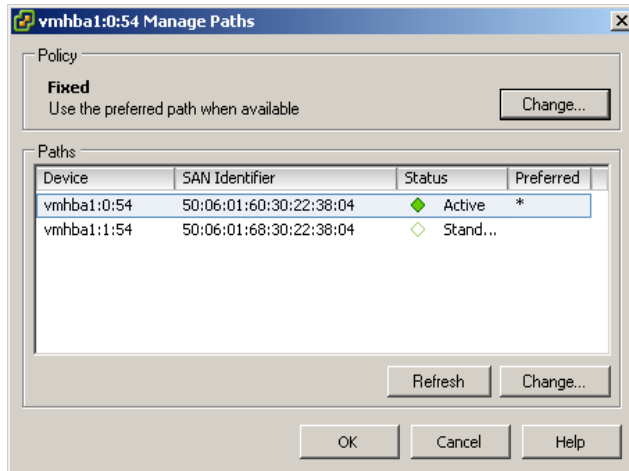 vmhba1:0:54 Manage Paths
Policy
Fixed
Use the preferred path when available
Change...
Paths
Device SAN Identifier Status Preferred
vmhba1:0:54 50:06:01:60:30:22:38:04 Active *
vmhba1:1:54 50:06:01:68:30:22:38:04 Stand...
Refresh Change...
OK Cancel Help